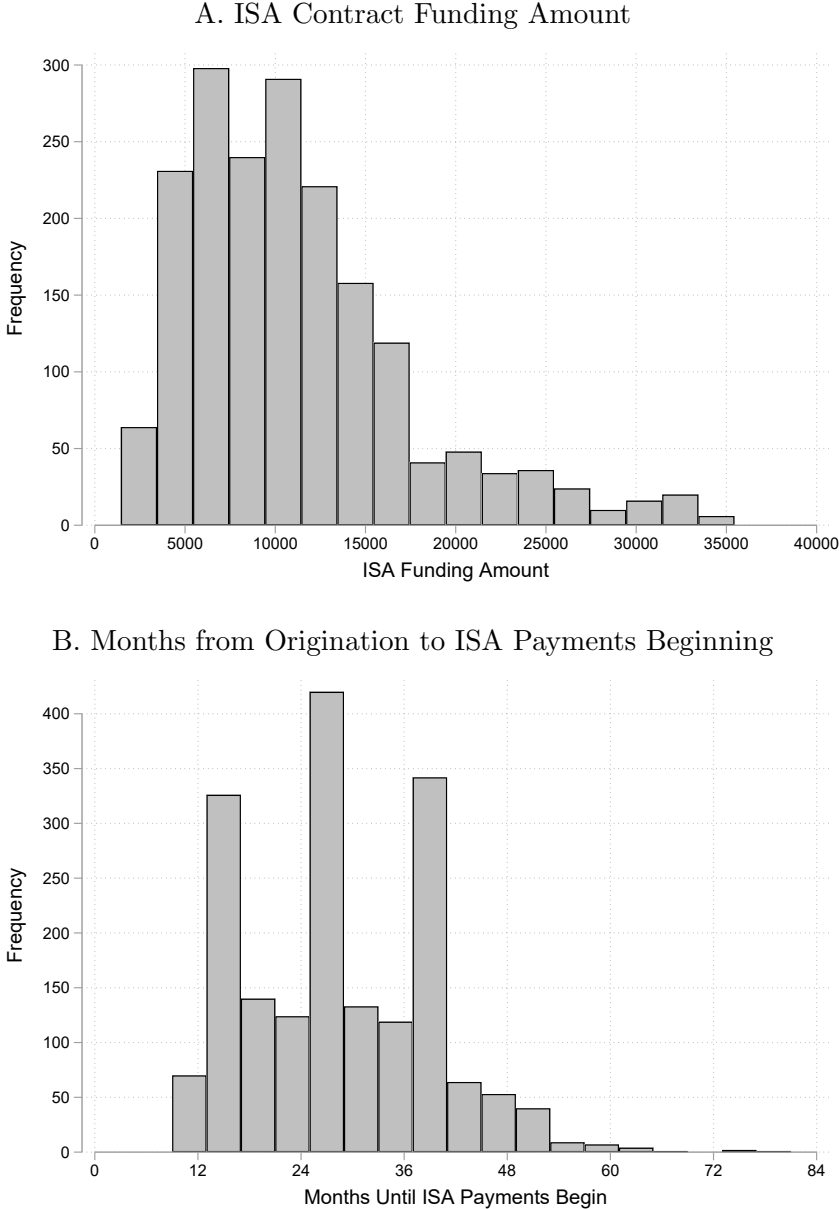 A. ISA Contract Funding Amount
300
250
200
150
100
50
0
Frequency
0 5000 10000 15000 20000 25000 30000 35000 40000
ISA Funding Amount
B. Months from Origination to ISA Payments Beginning
400
350
300
250
200
150
100
50
0
Frequency
0 12 24 36 48 60 72 84
Months Until ISA Payments Begin